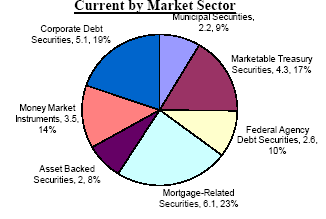 Current by Market Sector
Municipal Securities,
2.2, 9%
Corporate Debt
Securities, 5.1, 19%
Marketable Treasury
Securities, 4.3, 17%
Money Market
Instruments, 3.5,
14%
Federal Agency
Debt Securities, 2.6,
10%
Asset Backed
Securities, 2, 8%
Mortgage-Related
Securities, 6.1, 23%